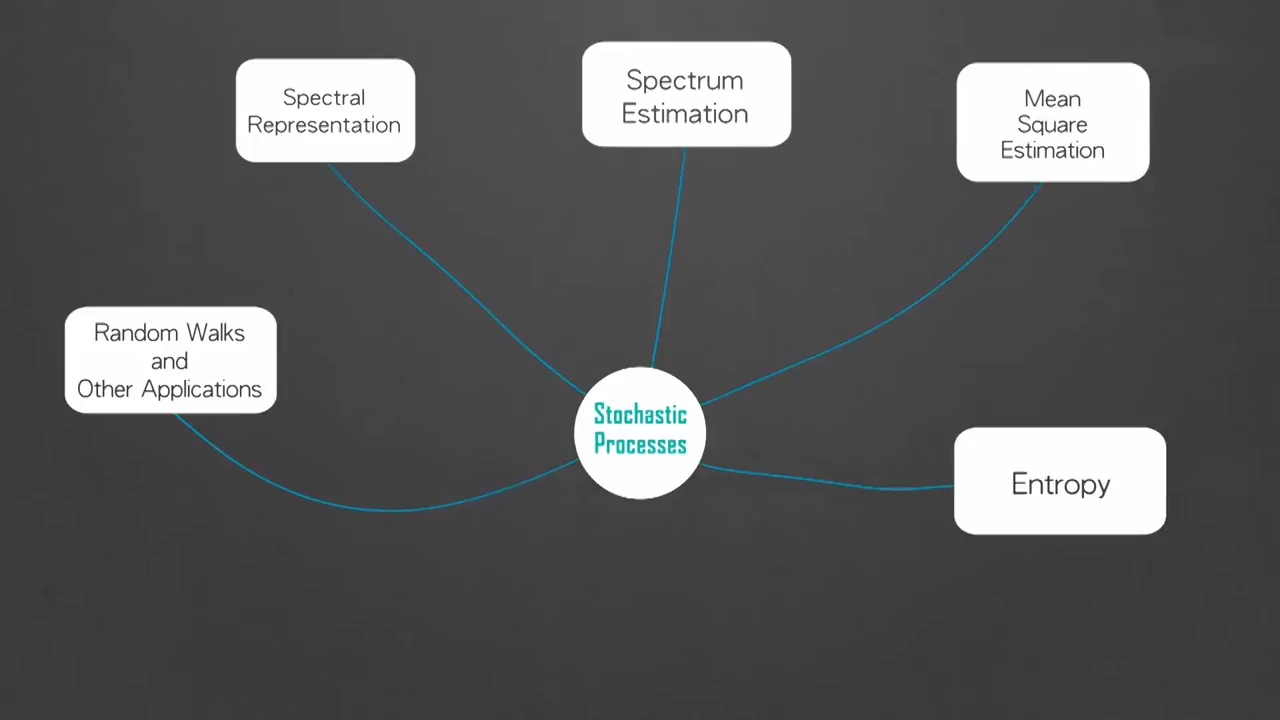 Spectral
Representation
Spectrum
Estimation
Mean
Square
Estimation
Random Walks
and
Other Applications
Stochastic
Processes
Entropy